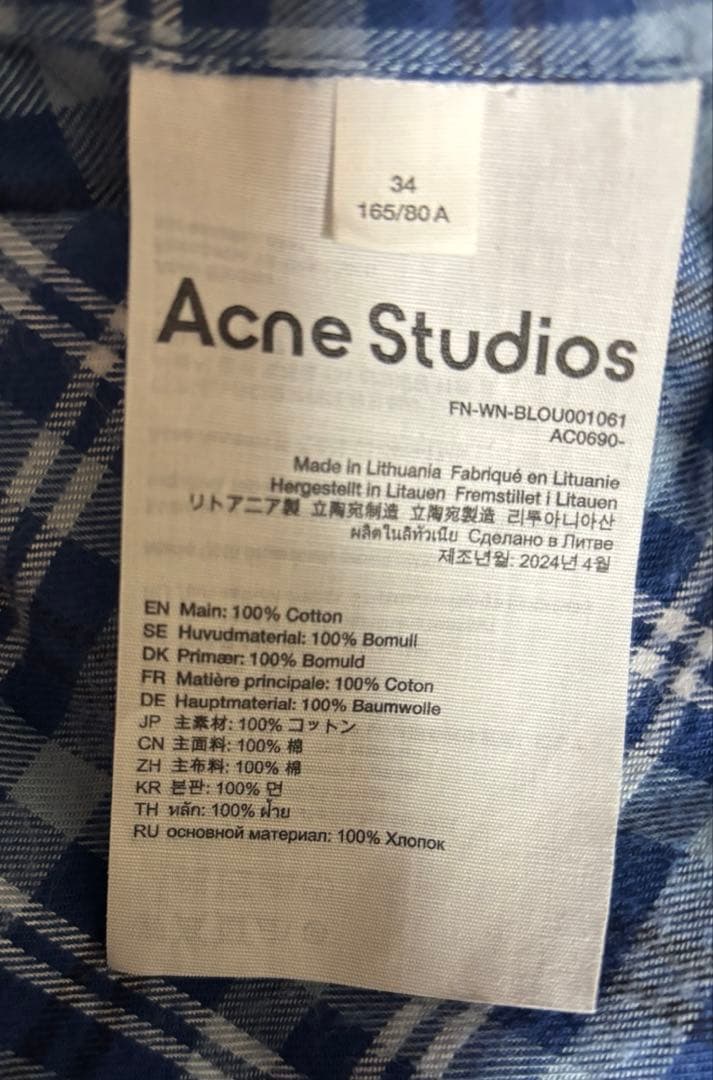 34
165/80 A
Acne Studios
FN-WN-BLOU001061
AC0690-
Made in Lithuania Fabriqué en Lituanie
Hergestellt in Litauen Fremstillet i Litauen
リトアニア製 立陶宛制造 立陶宛製造 리투아니아산
ผลิตในลิทัวเนีย Сделано в Литве
제조년월: 2024년 4월
EN Main: 100% Cotton
SE Huvudmaterial: 100% Bomull
DK Primær: 100% Bomuld
FR Matière principale: 100% Coton
DE Hauptmaterial: 100% Baumwolle
JP 主素材: 100% コットン
CN 主面料: 100% 棉
ZH 主布料: 100% 棉
KR 본판: 100% 면
TH หลัก: 100% ฝ้าย
RU основной материал: 100% Хлопок